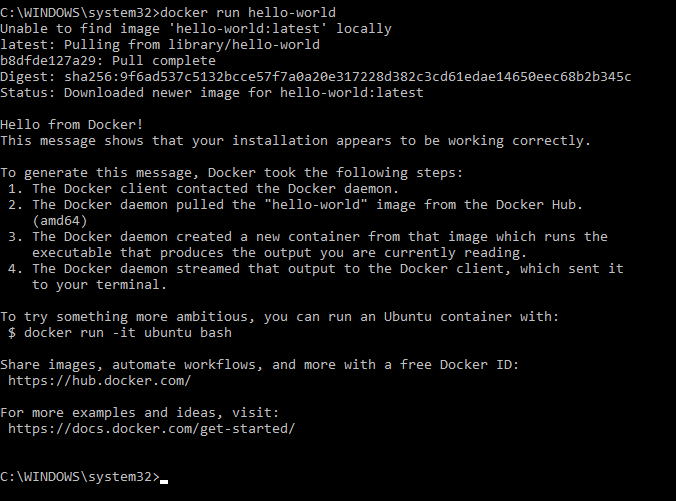 C:\WINDOWS\system32>docker run hello-world
Unable to find image 'hello-world:latest' locally
latest: Pulling from library/hello-world
b8dfde127a29: Pull complete
Digest: sha256:9f6ad537c5132bcce57f7a0a20e317228d382c3cd61edae14650eec68b2b345c
Status: Downloaded newer image for hello-world:latest

Hello from Docker!
This message shows that your installation appears to be working correctly.

To generate this message, Docker took the following steps:
 1. The Docker client contacted the Docker daemon.
 2. The Docker daemon pulled the "hello-world" image from the Docker Hub.
    (amd64)
 3. The Docker daemon created a new container from that image which runs the
    executable that produces the output you are currently reading.
 4. The Docker daemon streamed that output to the Docker client, which sent it
    to your terminal.

To try something more ambitious, you can run an Ubuntu container with:
 $ docker run -it ubuntu bash

Share images, automate workflows, and more with a free Docker ID:
 https://hub.docker.com/

For more examples and ideas, visit:
 https://docs.docker.com/get-started/

C:\WINDOWS\system32>